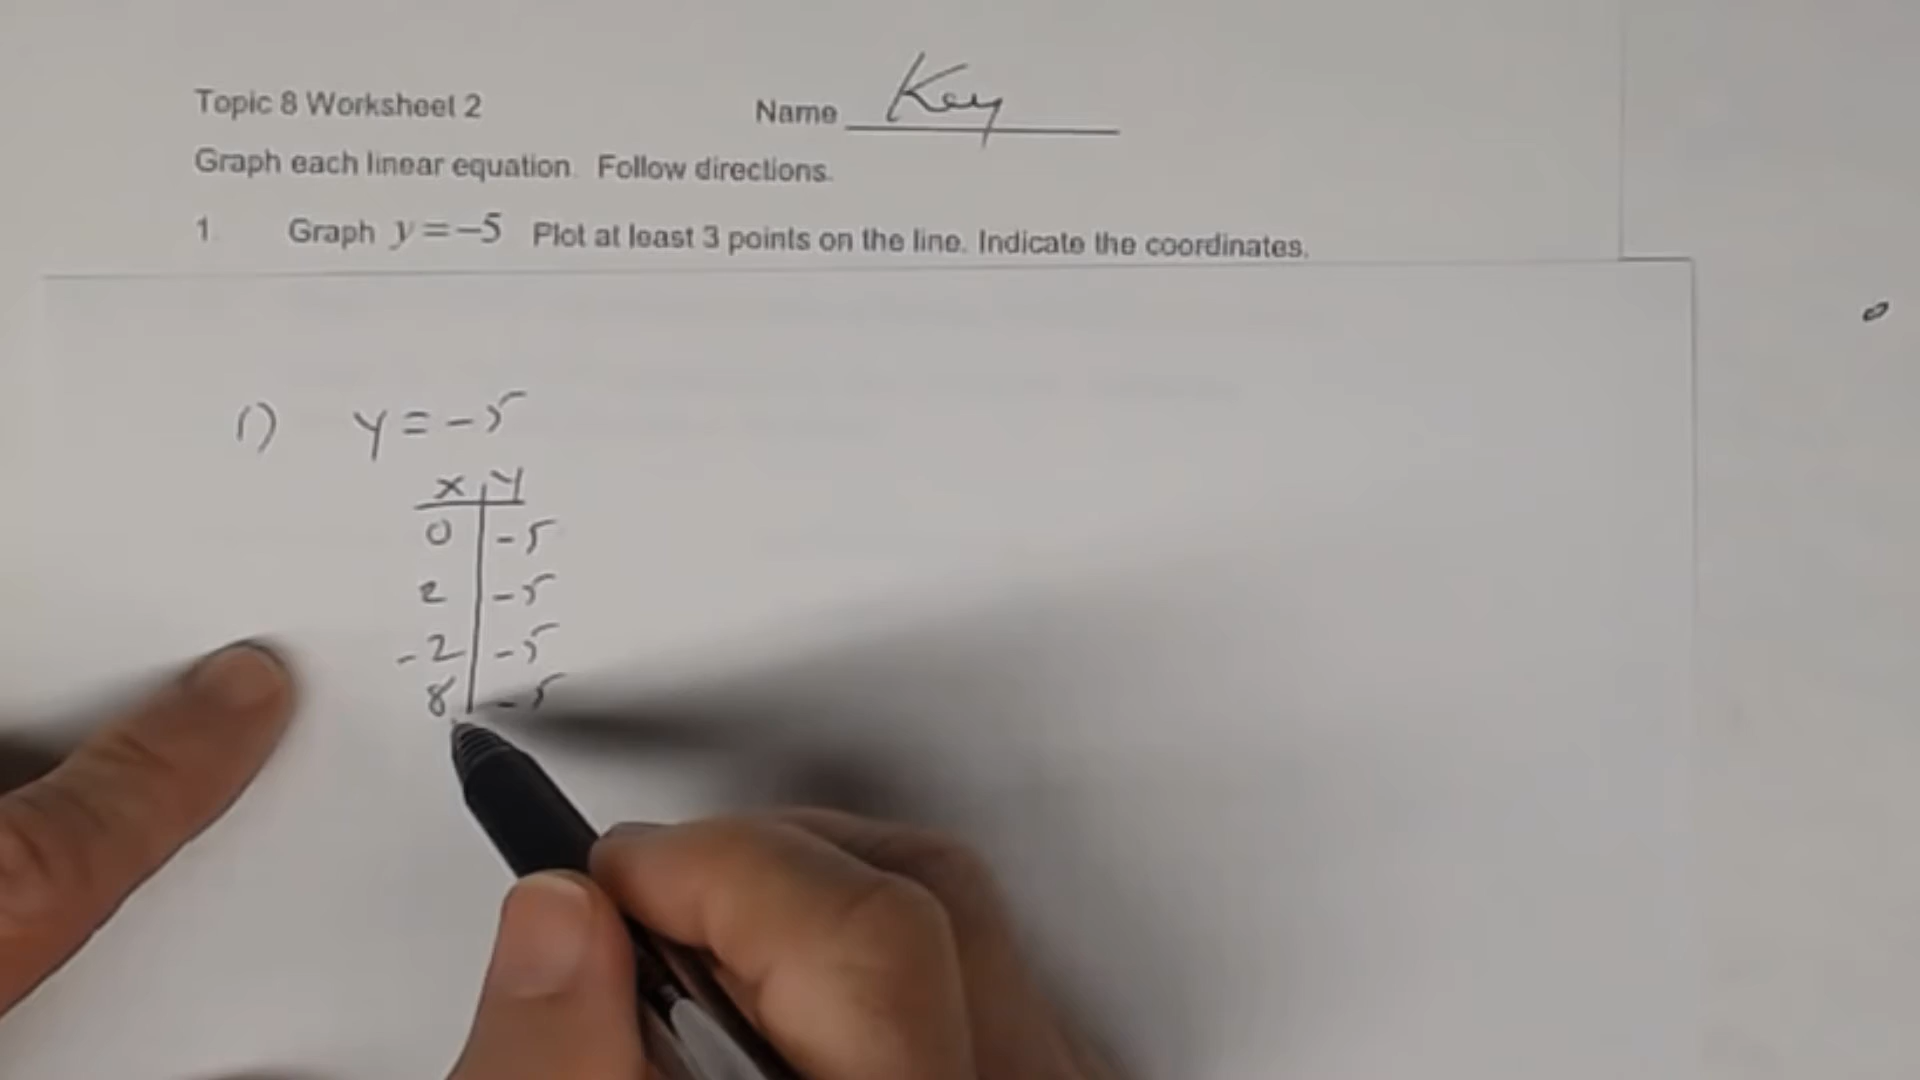 Topic 8 Worksheet 2 Name Key
Graph each linear equation. Follow directions.
1. Graph y=-5 Plot at least 3 points on the line. Indicate the coordinates.
1) y = -5
x y
0 -5
2 -5
-2 -5
8 -5